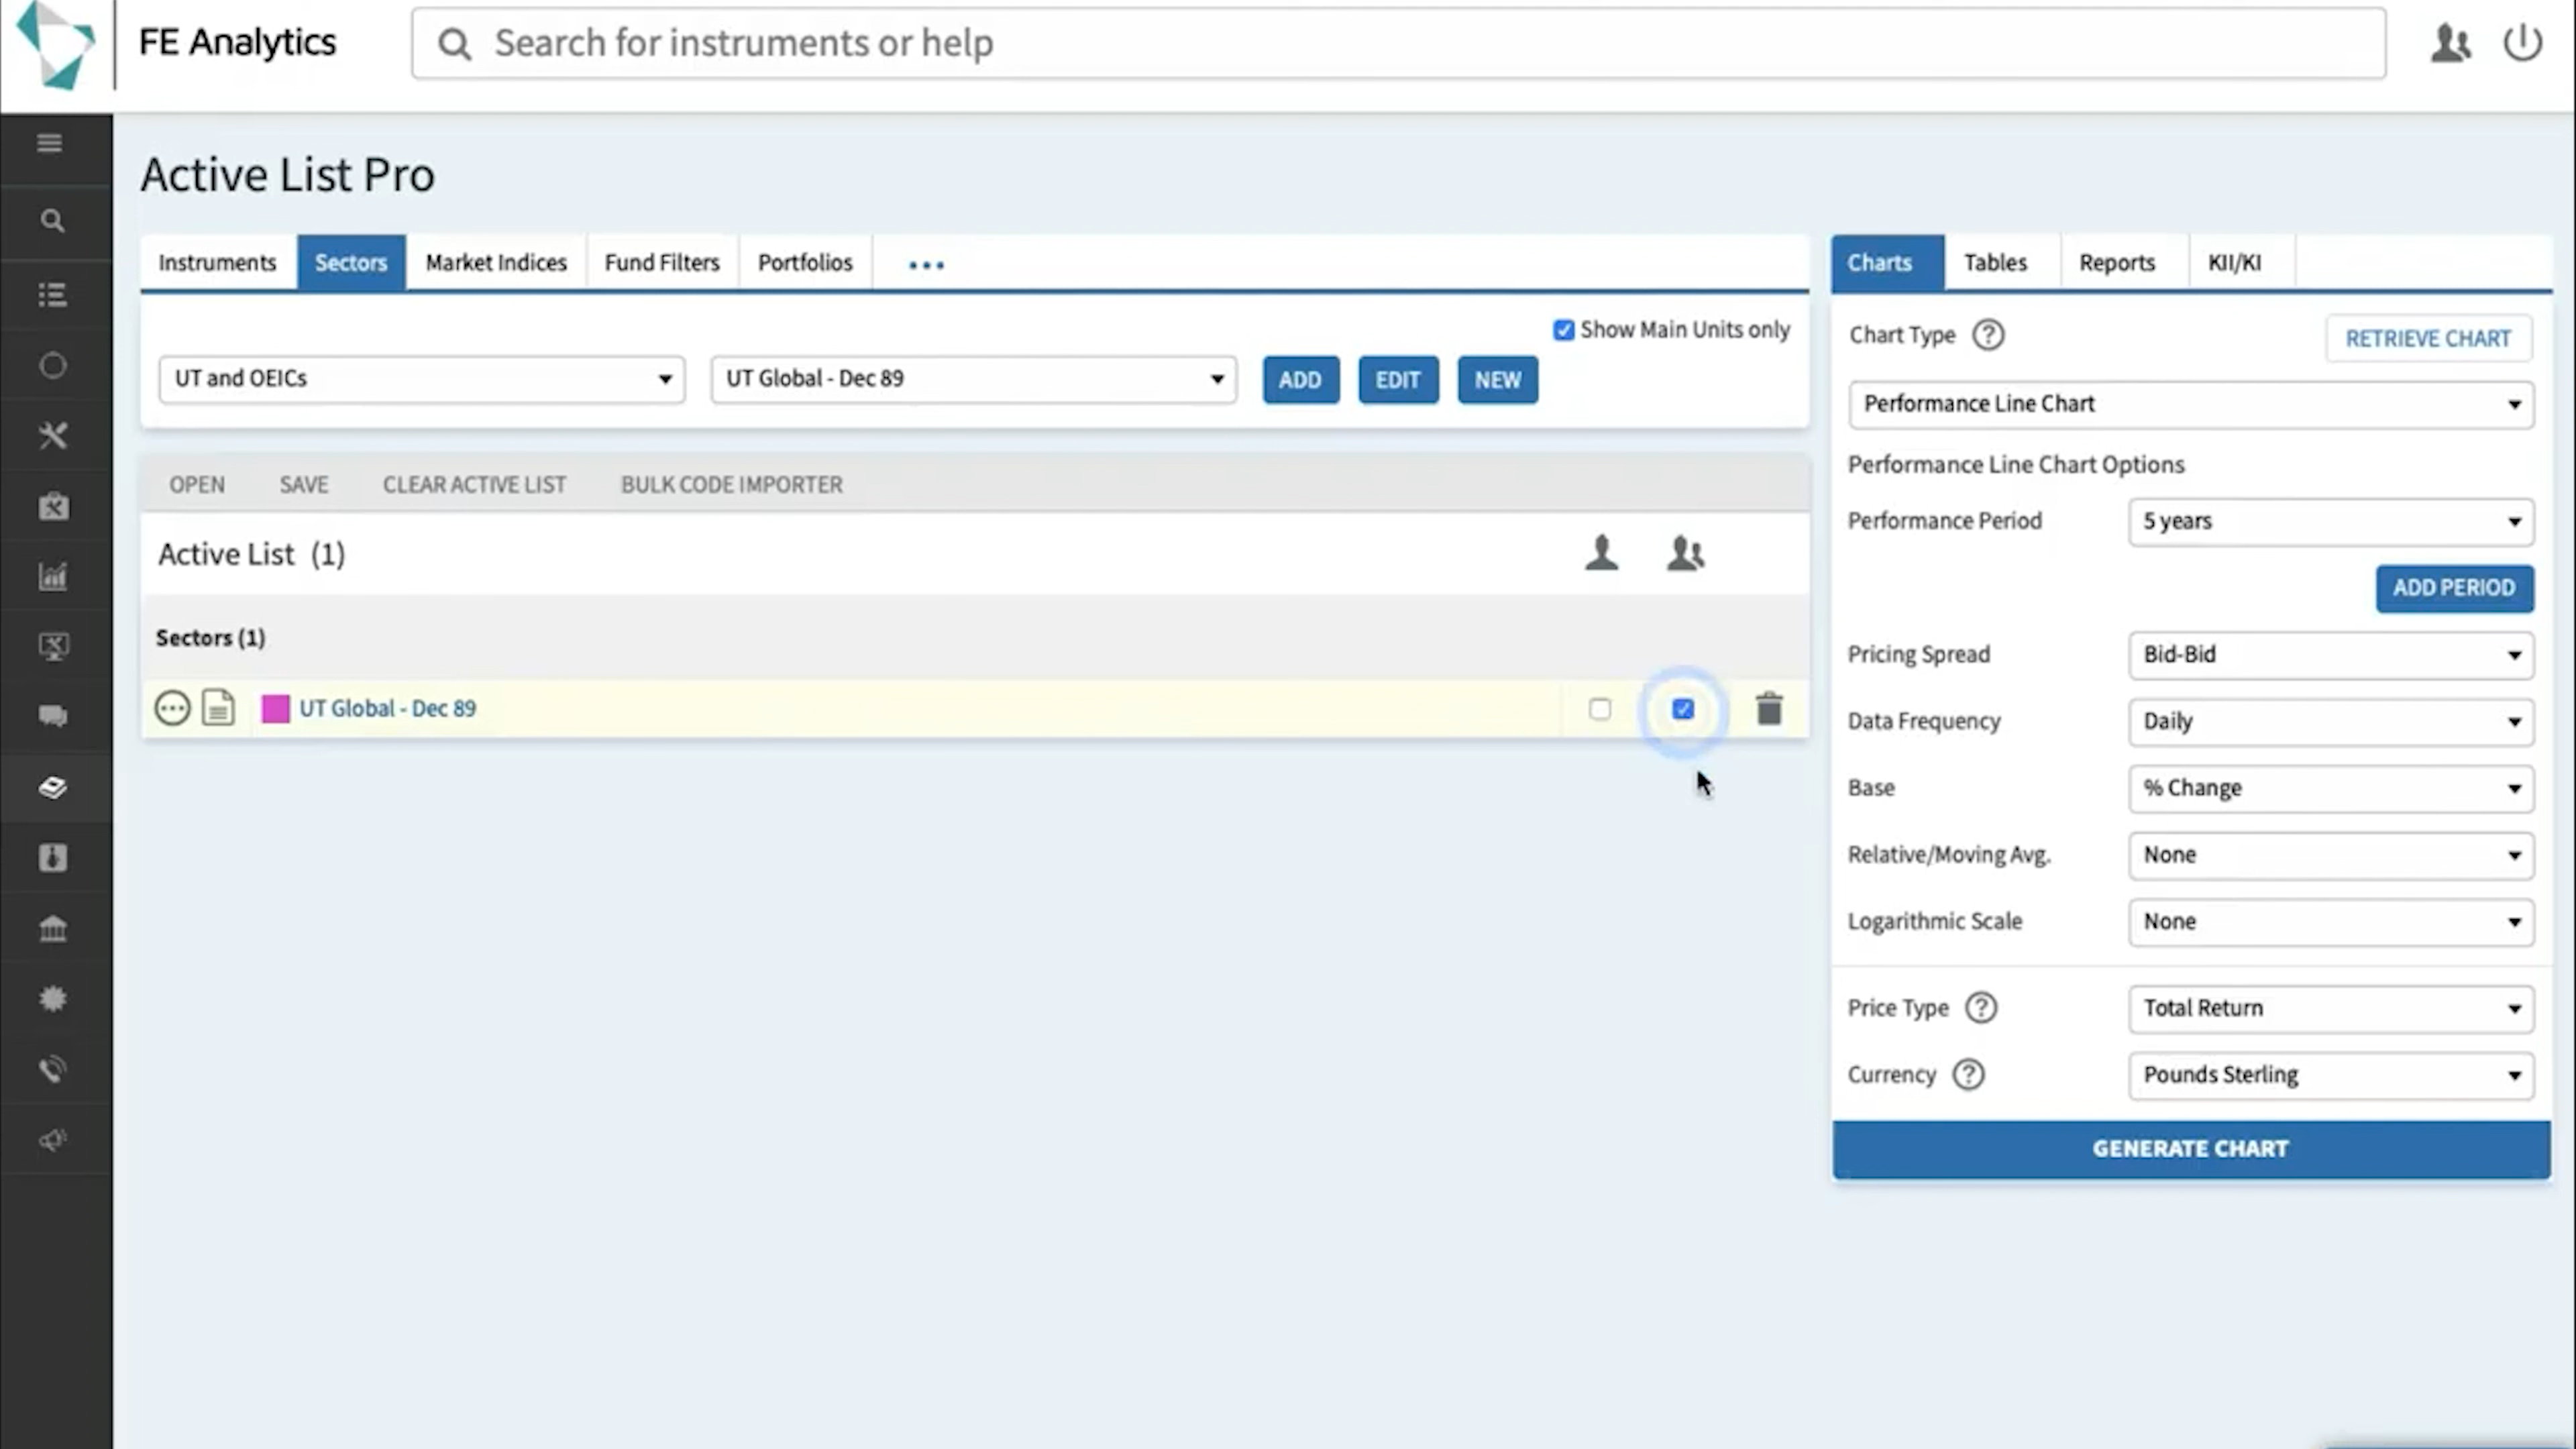 FE Analytics
Search for instruments or help
Active List Pro
Instruments
Sectors
Market Indices
Fund Filters
Portfolios
Show Main Units only
UT and OEICs
UT Global - Dec 89
ADD
EDIT
NEW
OPEN
SAVE
CLEAR ACTIVE LIST
BULK CODE IMPORTER
Active List (1)
Sectors (1)
UT Global - Dec 89
Charts
Tables
Reports
KII/KI
Chart Type ?
RETRIEVE CHART
Performance Line Chart
Performance Line Chart Options
Performance Period
5 years
ADD PERIOD
Pricing Spread
Bid-Bid
Data Frequency
Daily
Base
% Change
Relative/Moving Avg.
None
Logarithmic Scale
None
Price Type ?
Total Return
Currency ?
Pounds Sterling
GENERATE CHART